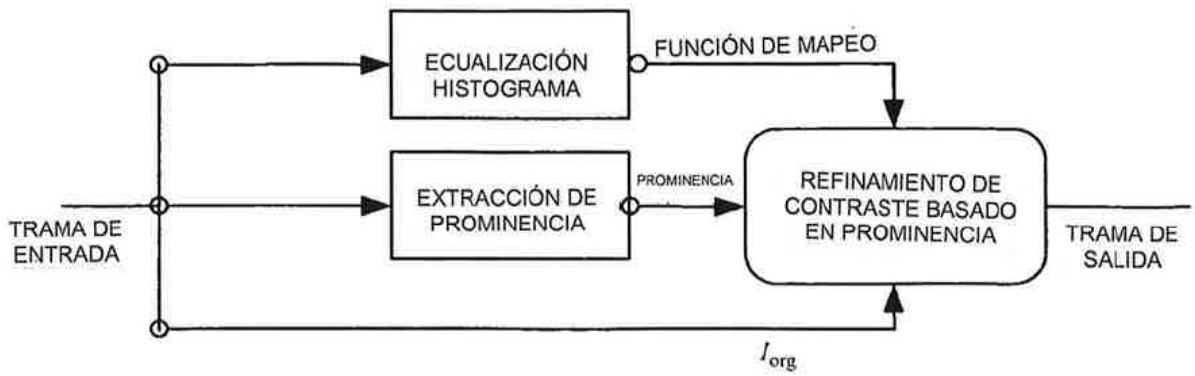 ECUALIZACIÓN
HISTOGRAMA
FUNCIÓN DE MAPEO
EXTRACCIÓN DE
PROMINENCIA
PROMINENCIA
REFINAMIENTO DE
CONTRASTE BASADO
EN PROMINENCIA
TRAMA DE
ENTRADA
TRAMA DE
SALIDA
I_org